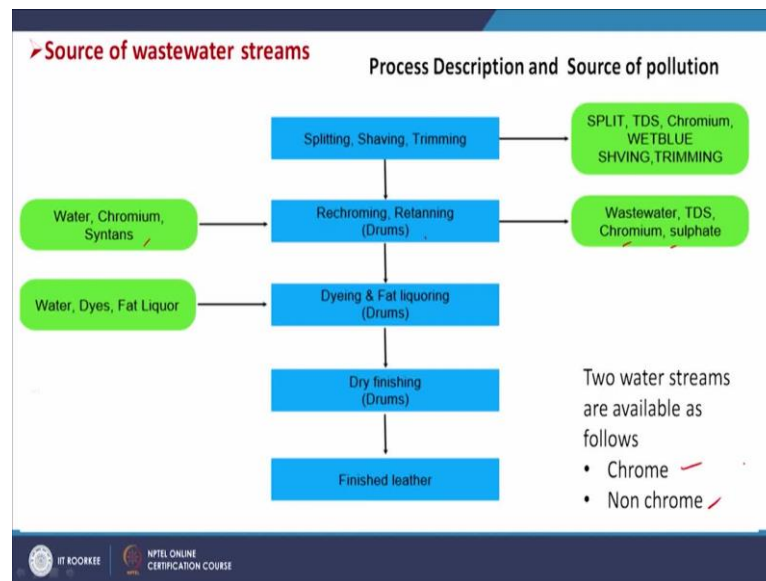 ➢Source of wastewater streams
Process Description and Source of pollution
Splitting, Shaving, Trimming
SPLIT, TDS, Chromium,
WETBLUE
SHVING,TRIMMING
Water, Chromium,
Syntans
Rechroming, Retanning
(Drums)
Wastewater, TDS,
Chromium, sulphate
Water, Dyes, Fat Liquor
Dyeing & Fat liquoring
(Drums)
Dry finishing
(Drums)
Finished leather
Two water streams
are available as
follows
• Chrome
• Non chrome
IIT ROORKEE
NPTEL ONLINE
CERTIFICATION COURSE